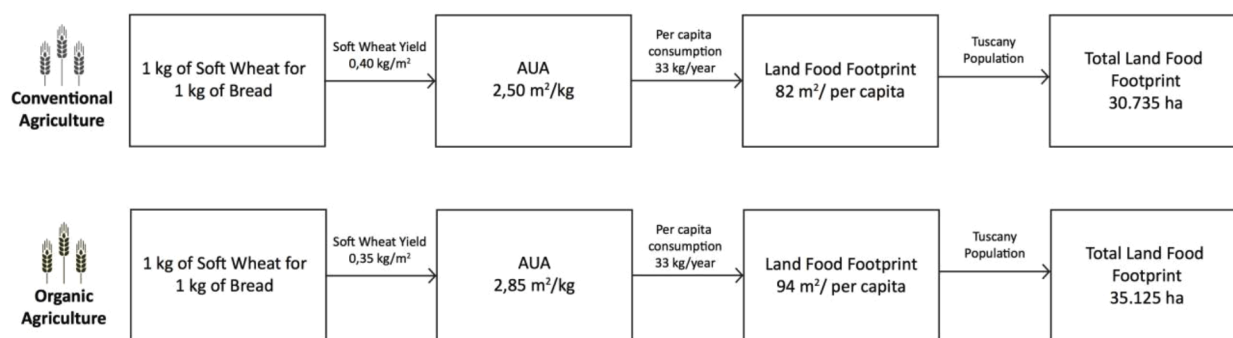 Conventional
Agriculture
1 kg of Soft Wheat for
1 kg of Bread
Soft Wheat Yield
0,40 kg/m²
AUA
2,50 m²/kg
Per capita
consumption
33 kg/year
Land Food Footprint
82 m²/ per capita
Tuscany
Population
Total Land Food
Footprint
30.735 ha
Organic
Agriculture
1 kg of Soft Wheat for
1 kg of Bread
Soft Wheat Yield
0,35 kg/m²
AUA
2,85 m²/kg
Per capita
consumption
33 kg/year
Land Food Footprint
94 m²/ per capita
Tuscany
Population
Total Land Food
Footprint
35.125 ha